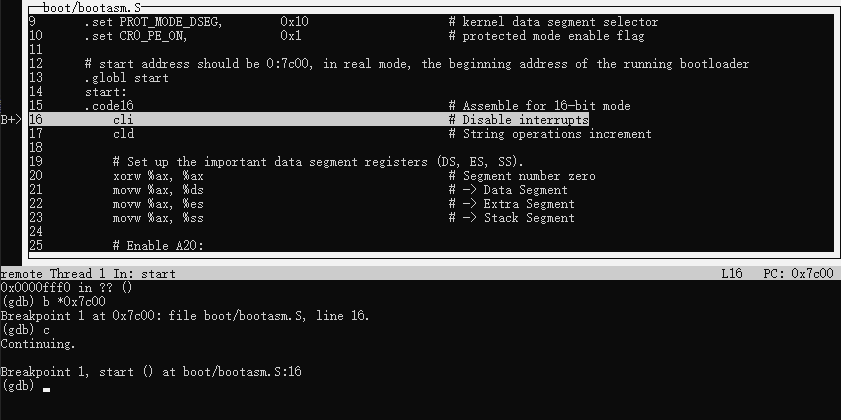 boot/bootasm.S
9 .set PROT_MODE_DSEG, 0x10 # kernel data segment selector
10 .set CR0_PE_ON, 0x1 # protected mode enable flag
11
12 # start address should be 0:7c00, in real mode, the beginning address of the running bootloader
13 .globl start
14 start:
15 .code16 # Assemble for 16-bit mode
B+> 16 cli # Disable interrupts
17 cld # String operations increment
18
19 # Set up the important data segment registers (DS, ES, SS).
20 xorw %ax, %ax # Segment number zero
21 movw %ax, %ds # -> Data Segment
22 movw %ax, %es # -> Extra Segment
23 movw %ax, %ss # -> Stack Segment
24
25 # Enable A20:
remote Thread 1 In: start L16 PC: 0x7c00
0x0000fff0 in ?? ()
(gdb) b *0x7c00
Breakpoint 1 at 0x7c00: file boot/bootasm.S, line 16.
(gdb) c
Continuing.
Breakpoint 1, start () at boot/bootasm.S:16
(gdb)